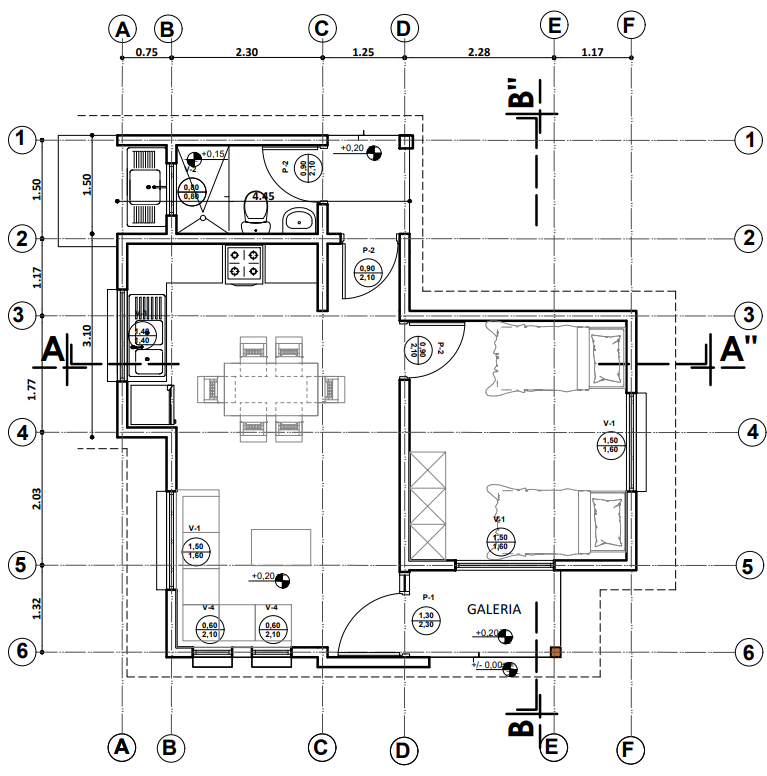 A B C D E F
0.75 2.30 1.25 2.28 1.17
B"
1 1
+0,15 +0,20
V-2
0,80
0,80
P-2
0,90
2,10
1.50 1.50
4.45
2 2
P-2
0,90
2,10
1.17
3 3
3.10
V-1
1,40
1,40
A A"
0,90
2,10
P-2
1.77
4 4
V-1
1,50
1,60
2.03
V-1
1,50
1,60
V-1
1,50
1,60
5 5
+0,20
P-1
1,30
2,30
GALERIA
1.32
V-4 V-4
0,60 0,60
2,10 2,10
+0,20
6 6
+/- 0,00
B
A B C D E F